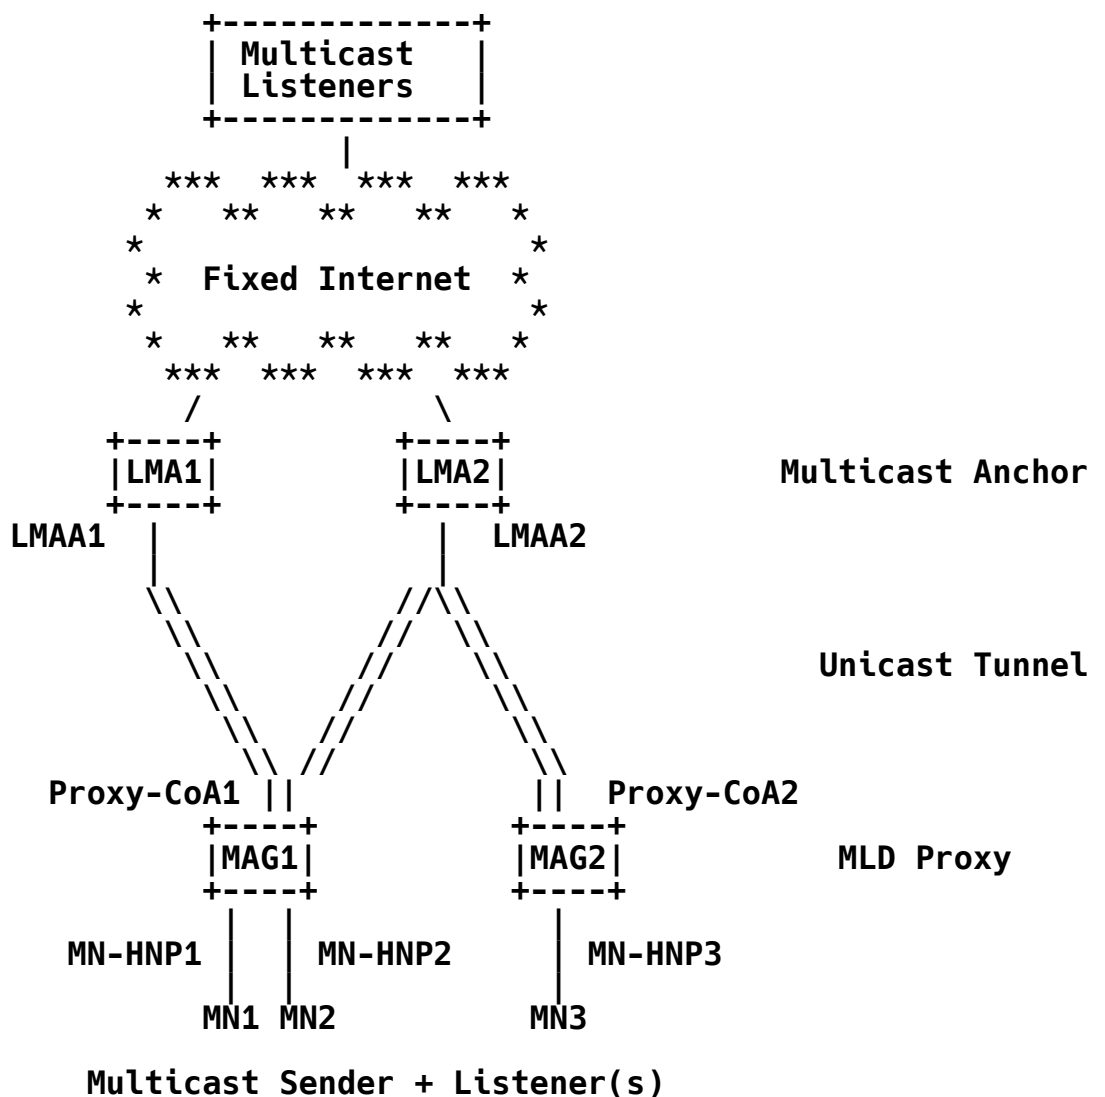 Multicast
Listeners
Fixed Internet
LMA1 LMA2 Multicast Anchor
LMAA1 LMAA2
Unicast Tunnel
Proxy-CoA1 Proxy-CoA2
MAG1 MAG2 MLD Proxy
MN-HNP1 MN-HNP2 MN-HNP3
MN1 MN2 MN3
Multicast Sender + Listener(s)